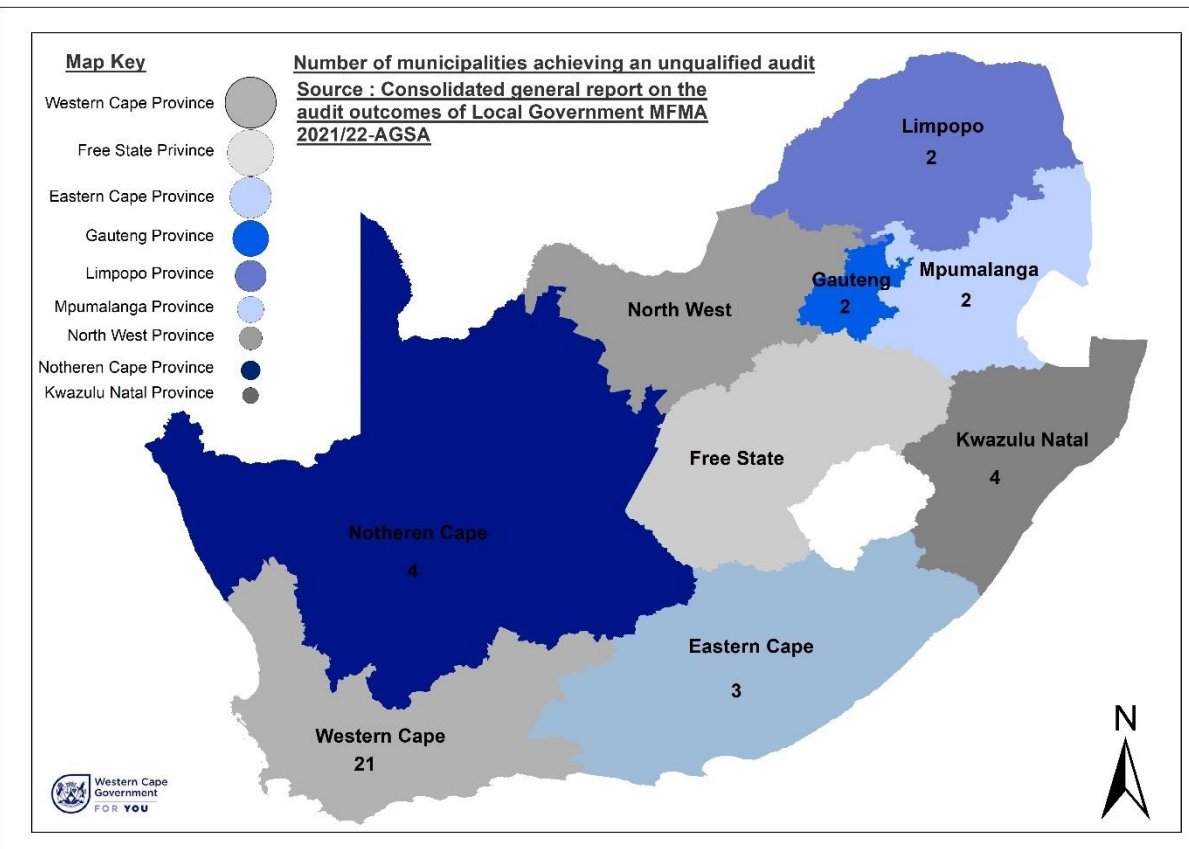 Map Key
Western Cape Province
Free State Privince
Eastern Cape Province
Gauteng Province
Limpopo Province
Mpumalanga Province
North West Province
Notheren Cape Province
Kwazulu Natal Province
Number of municipalities achieving an unqualified audit
Source : Consolidated general report on the
audit outcomes of Local Government MFMA
2021/22-AGSA
Limpopo
2
Mpumalanga
2
Gauteng
2
North West
Kwazulu Natal
4
Free State
Notheren Cape
4
Eastern Cape
3
Western Cape
21
N
Western Cape
Government
FOR YOU